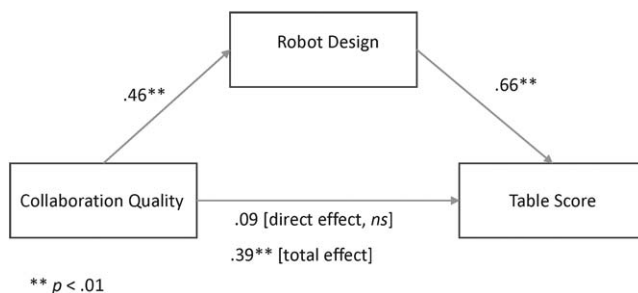 Robot Design
.46**
.66**
Collaboration Quality
Table Score
.09 [direct effect, ns]
.39** [total effect]
** p < .01